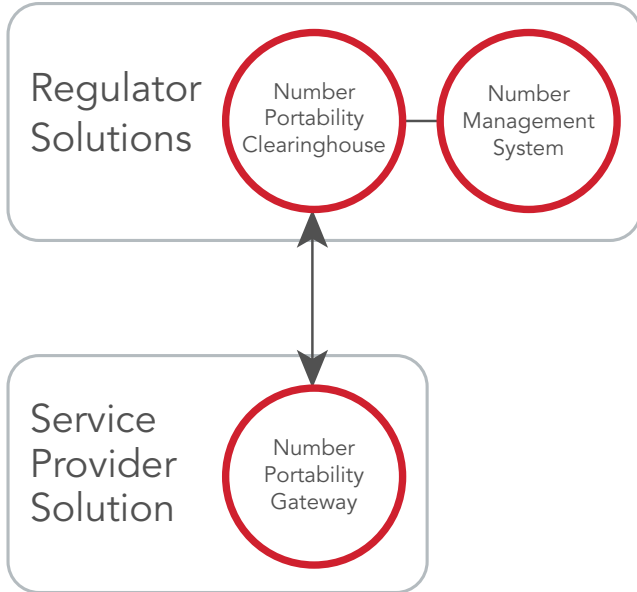 Regulator
Solutions
Number
Portability
Clearinghouse
Number
Management
System
Service
Provider
Solution
Number
Portability
Gateway